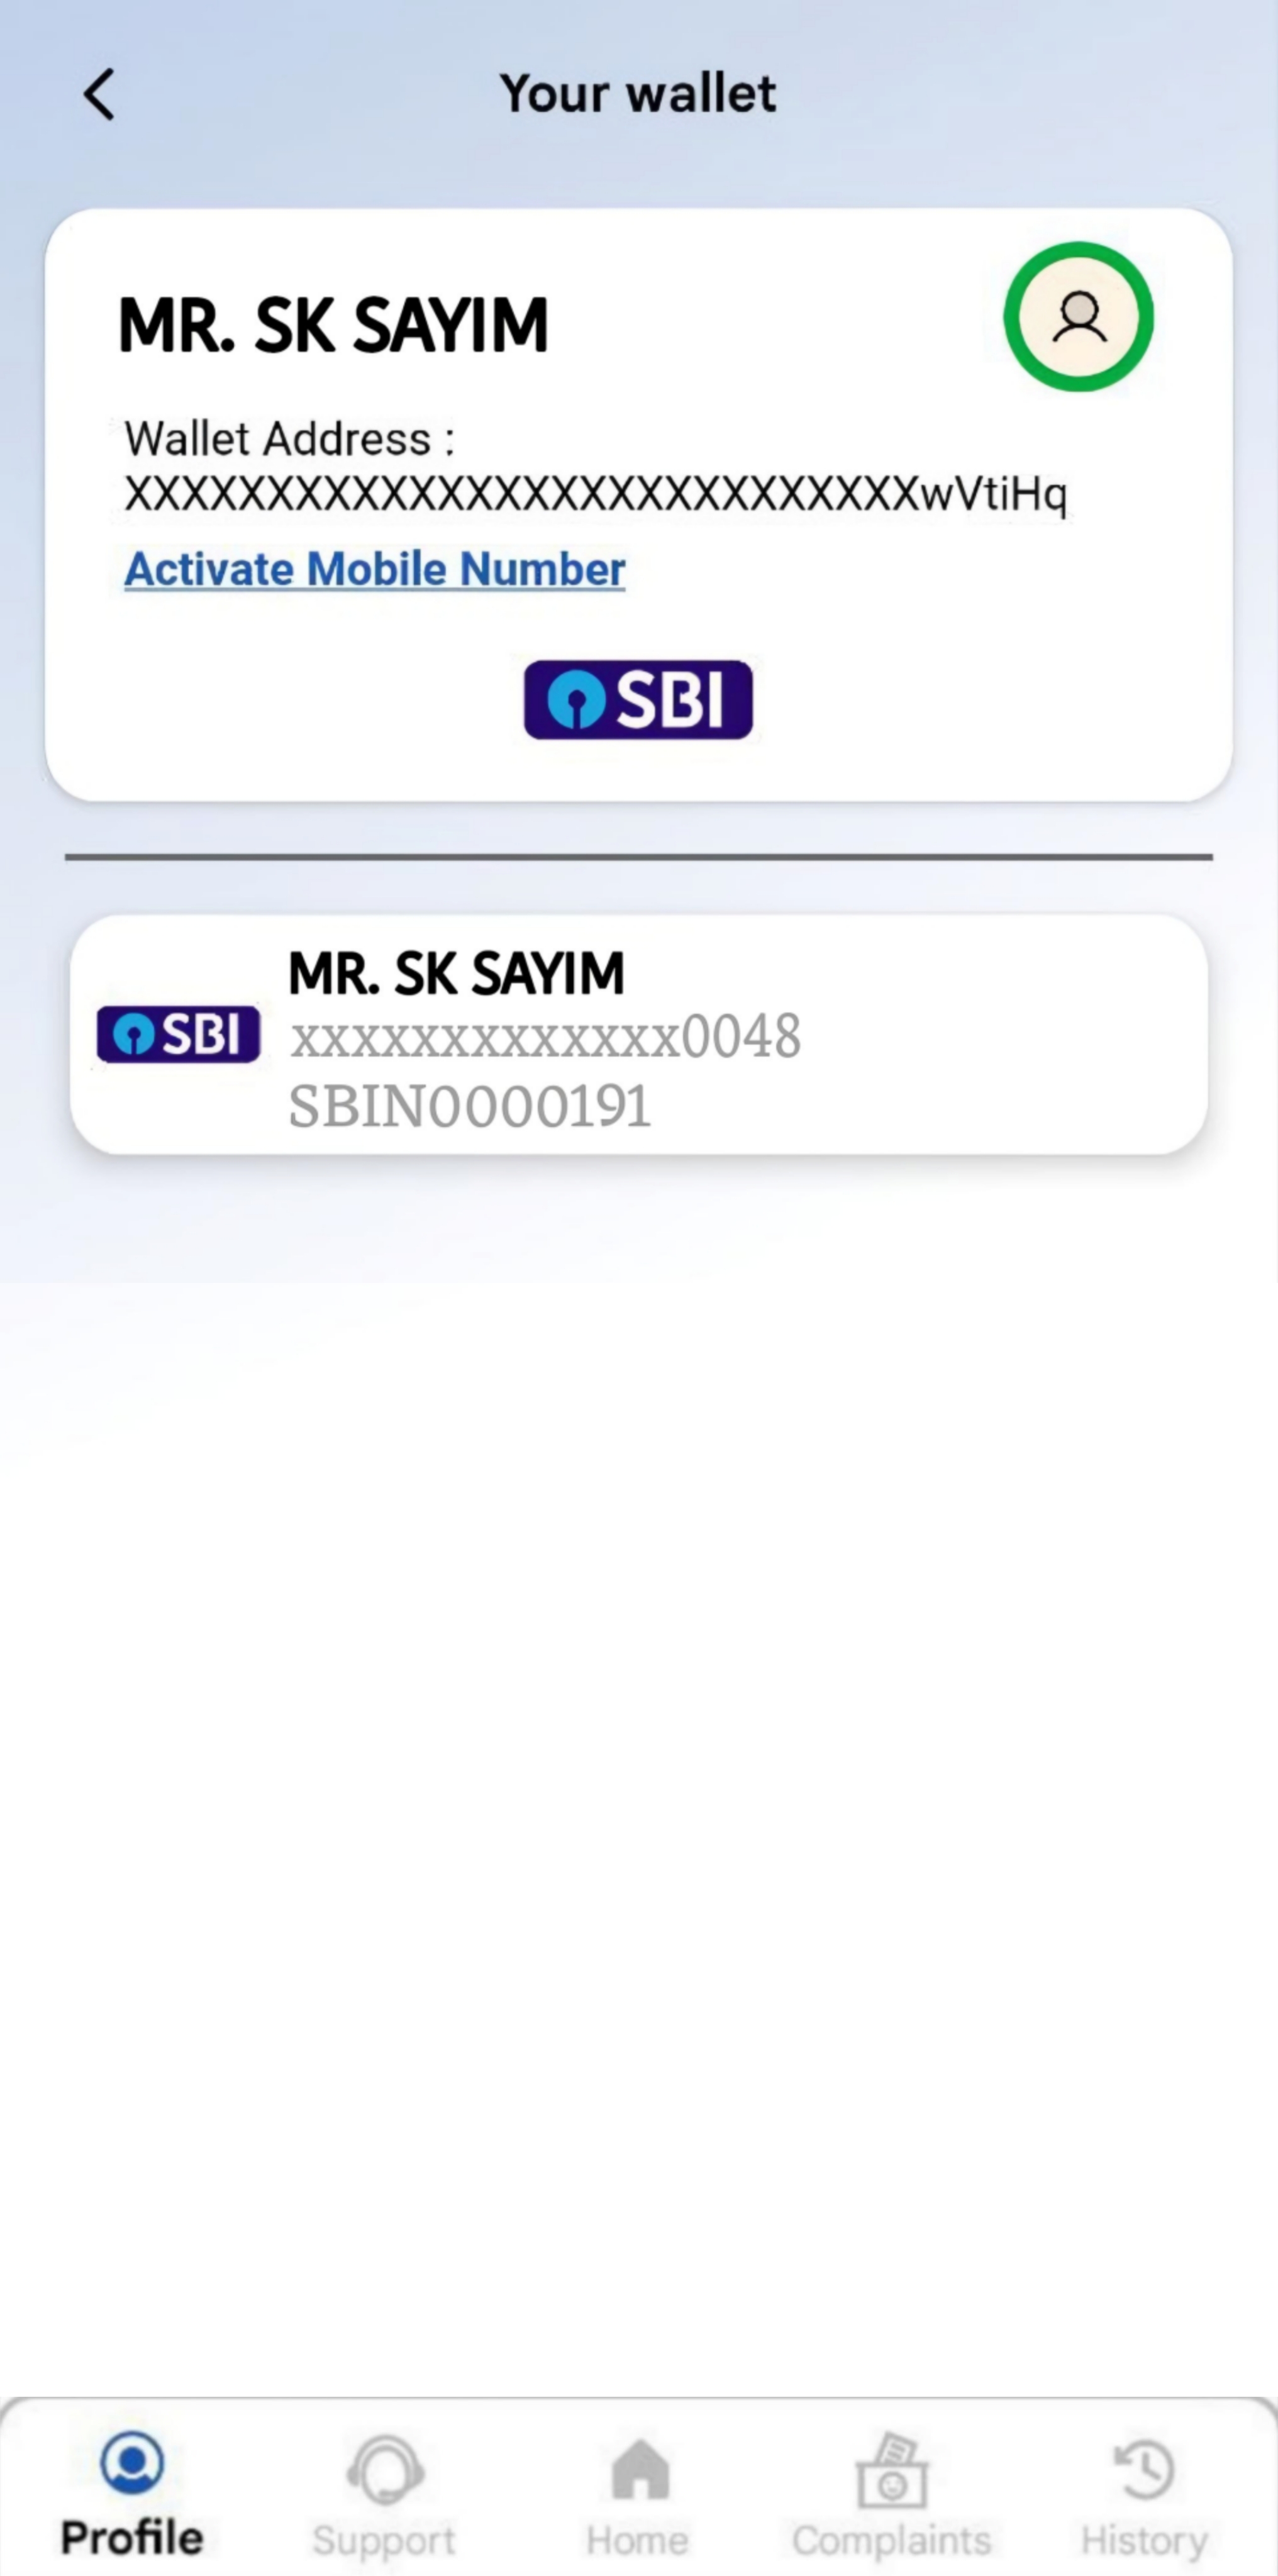 Your wallet
MR. SK SAYIM
Wallet Address :
XXXXXXXXXXXXXXXXXXXXXXXXXXXXwVtiHq
Activate Mobile Number
SBI
MR. SK SAYIM
SBI
xxxxxxxxxxxxx0048
SBIN0000191
Profile
Support
Home
Complaints
History